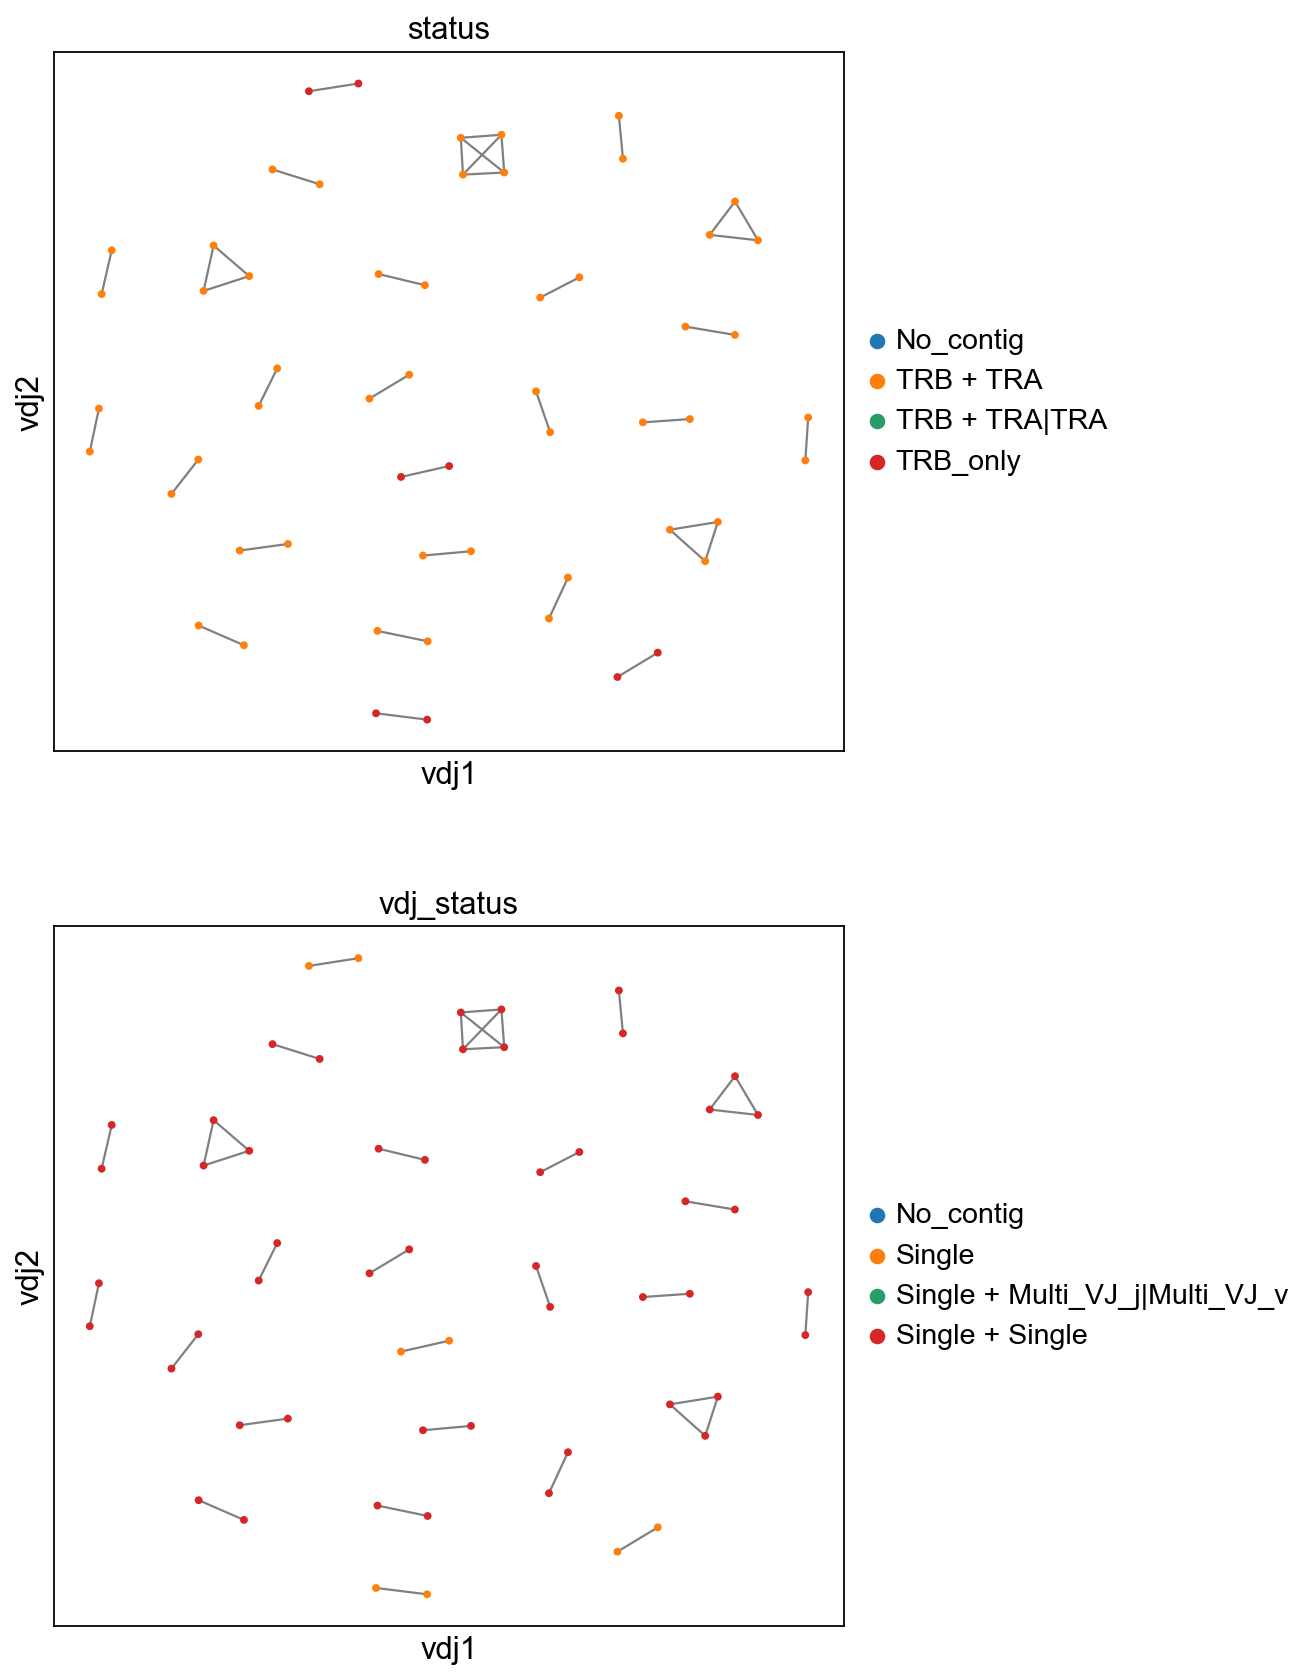 status
vdj2
No_contig
TRB + TRA
TRB + TRA|TRA
TRB_only
vdj1
vdj_status
vdj2
No_contig
Single
Single + Multi_VJ_j|Multi_VJ_v
Single + Single
vdj1